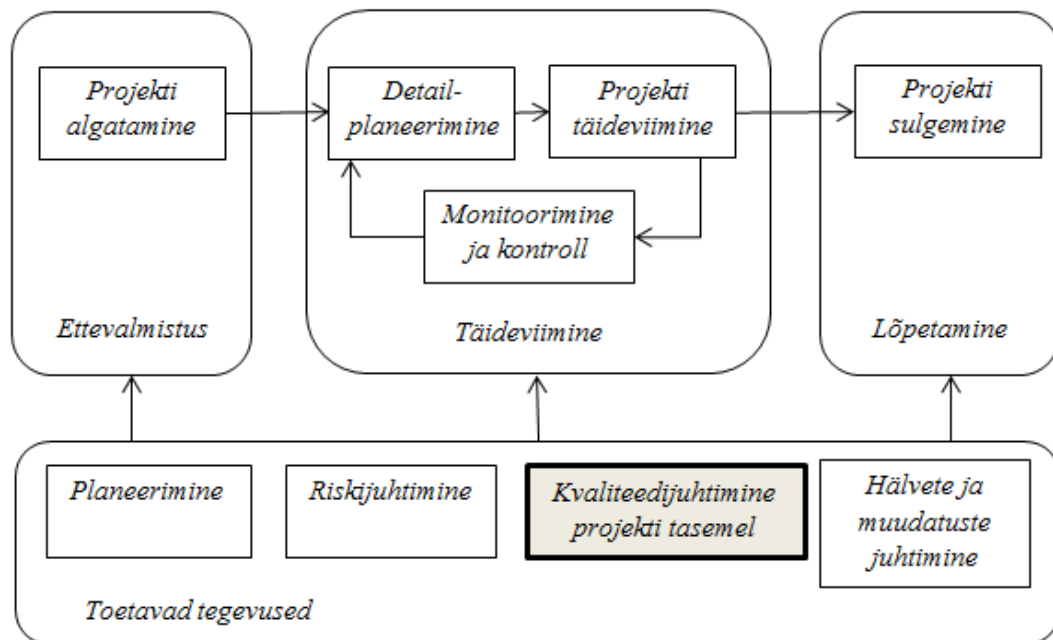 Projekti
algatamine
Detail-
planeerimine
Projekti
täideviimine
Projekti
sulgemine
Monitoorimine
ja kontroll
Ettevalmistus
Täideviimine
Lõpetamine
Planeerimine
Riskijuhtimine
Kvaliteedijuhtimine
projekti tasemel
Hälvete ja
muudatuste
juhtimine
Toetavad tegevused